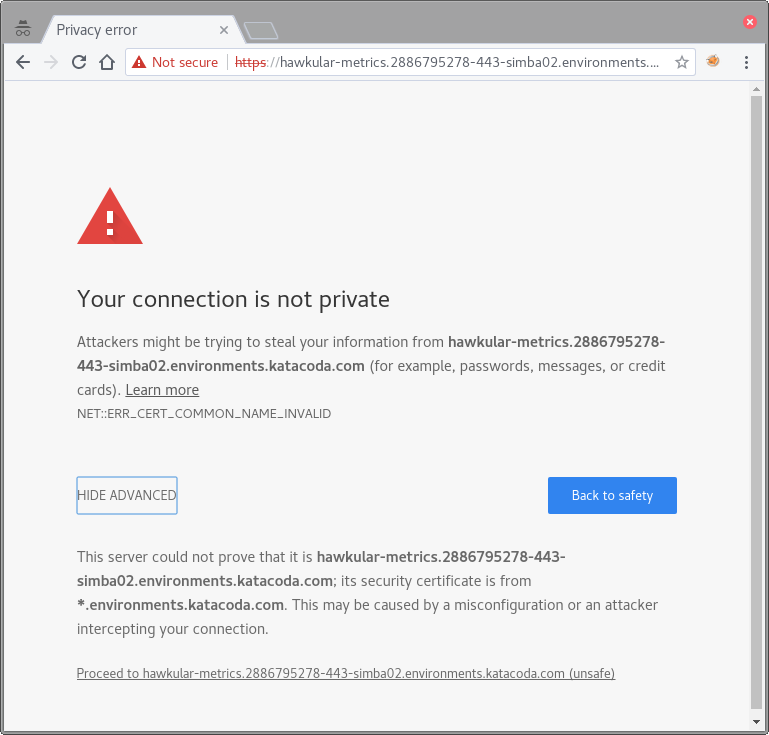 Privacy error
Not secure https://hawkular-metrics.2886795278-443-simba02.environments.…
Your connection is not private
Attackers might be trying to steal your information from hawkular-metrics.2886795278-
443-simba02.environments.katacoda.com (for example, passwords, messages, or credit
cards). Learn more
NET::ERR_CERT_COMMON_NAME_INVALID
HIDE ADVANCED
Back to safety
This server could not prove that it is hawkular-metrics.2886795278-443-
simba02.environments.katacoda.com; its security certificate is from
*.environments.katacoda.com. This may be caused by a misconfiguration or an attacker
intercepting your connection.
Proceed to hawkular-metrics.2886795278-443-simba02.environments.katacoda.com (unsafe)